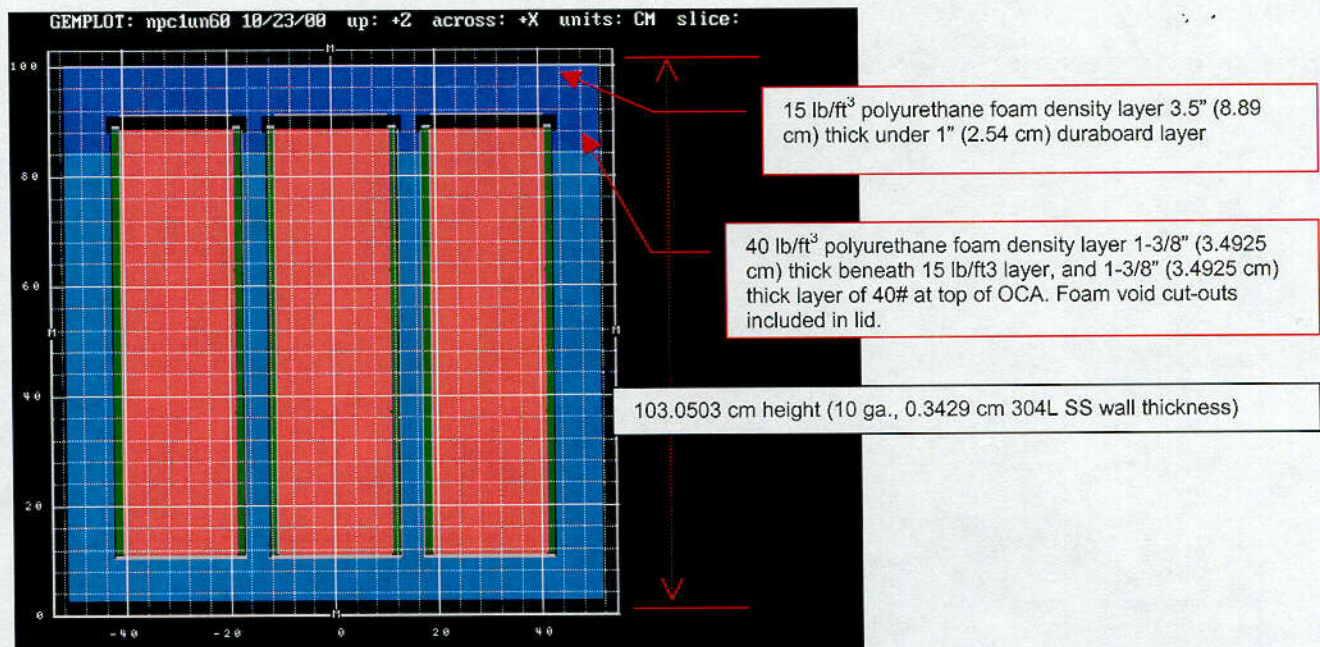 GEMPLOT: npc1un60 10/23/00 up: +Z across: +X units: CM slice:
M
100
80
60
M
M
40
20
0
M
-40 -20 0 20 40
15 lb/ft³ polyurethane foam density layer 3.5" (8.89
cm) thick under 1" (2.54 cm) duraboard layer
40 lb/ft³ polyurethane foam density layer 1-3/8" (3.4925
cm) thick beneath 15 lb/ft3 layer, and 1-3/8" (3.4925 cm)
thick layer of 40# at top of OCA. Foam void cut-outs
included in lid.
103.0503 cm height (10 ga., 0.3429 cm 304L SS wall thickness)